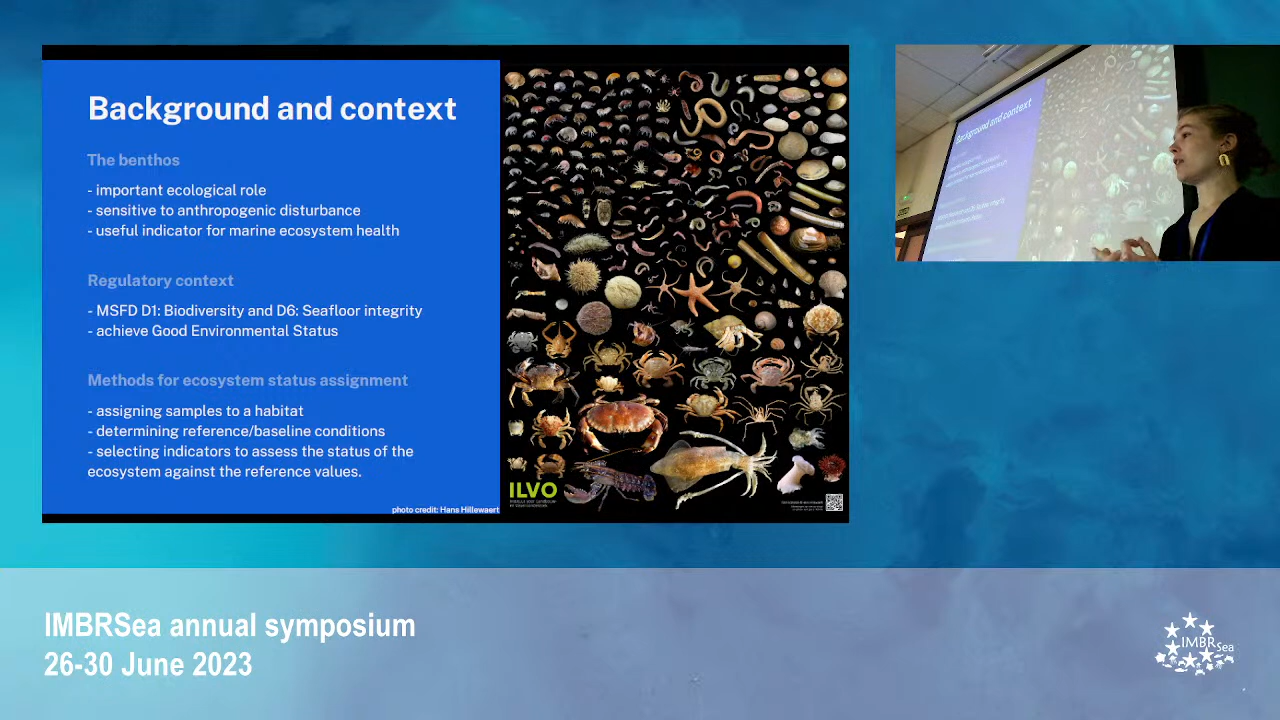 Background and context
The benthos
- important ecological role
- sensitive to anthropogenic disturbance
- useful indicator for marine ecosystem health
Regulatory context
- MSFD D1: Biodiversity and D6: Seafloor integrity
- achieve Good Environmental Status
Methods for ecosystem status assignment
- assigning samples to a habitat
- determining reference/baseline conditions
- selecting indicators to assess the status of the
ecosystem against the reference values.
photo credit: Hans Hillewaert
ILVO
Background and context
IMBRSea annual symposium
26-30 June 2023
IMBRSea